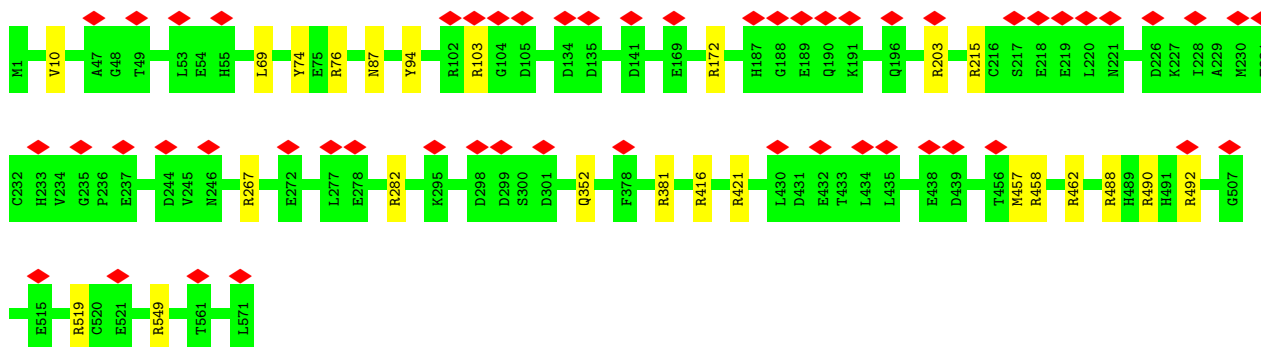 M1 V10 A47 G48 T49 L53 E54 H55 L69 Y74 E75 R76 N87 Y94 R102 R103 G104 D105 D134 D135 D141 E169 R172 H187 G188 E189 Q190 K191 Q196 R203 R215 C216 S217 E218 E219 L220 N221 D226 K227 I228 A229 M230
C232 H233 V234 G235 P236 E237 D244 V245 N246 R267 E272 L277 E278 R282 K295 D298 D299 S300 D301 Q352 F378 R381 R416 R421 L430 D431 E432 T433 L434 L435 E438 D439 T456 M457 R458 R462 R488 H489 R490 H491 R492 G507
E515 R519 C520 E521 R549 T561 L571